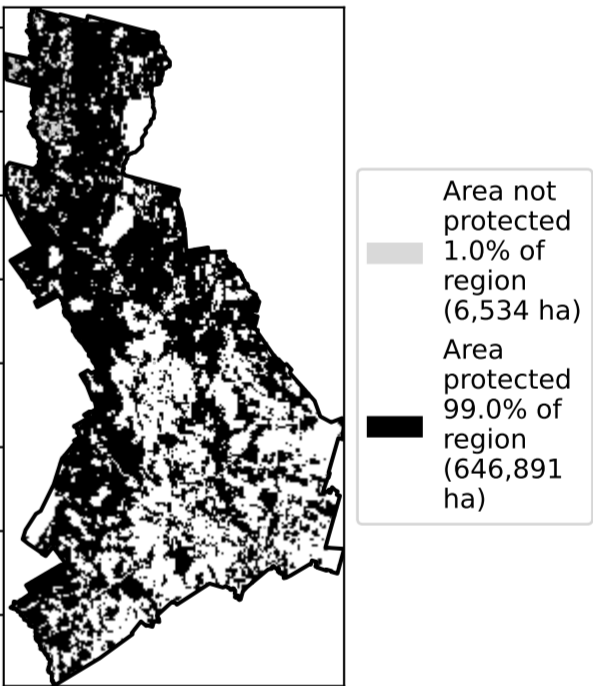 Area not
protected
1.0% of
region
(6,534 ha)
Area
protected
99.0% of
region
(646,891
ha)